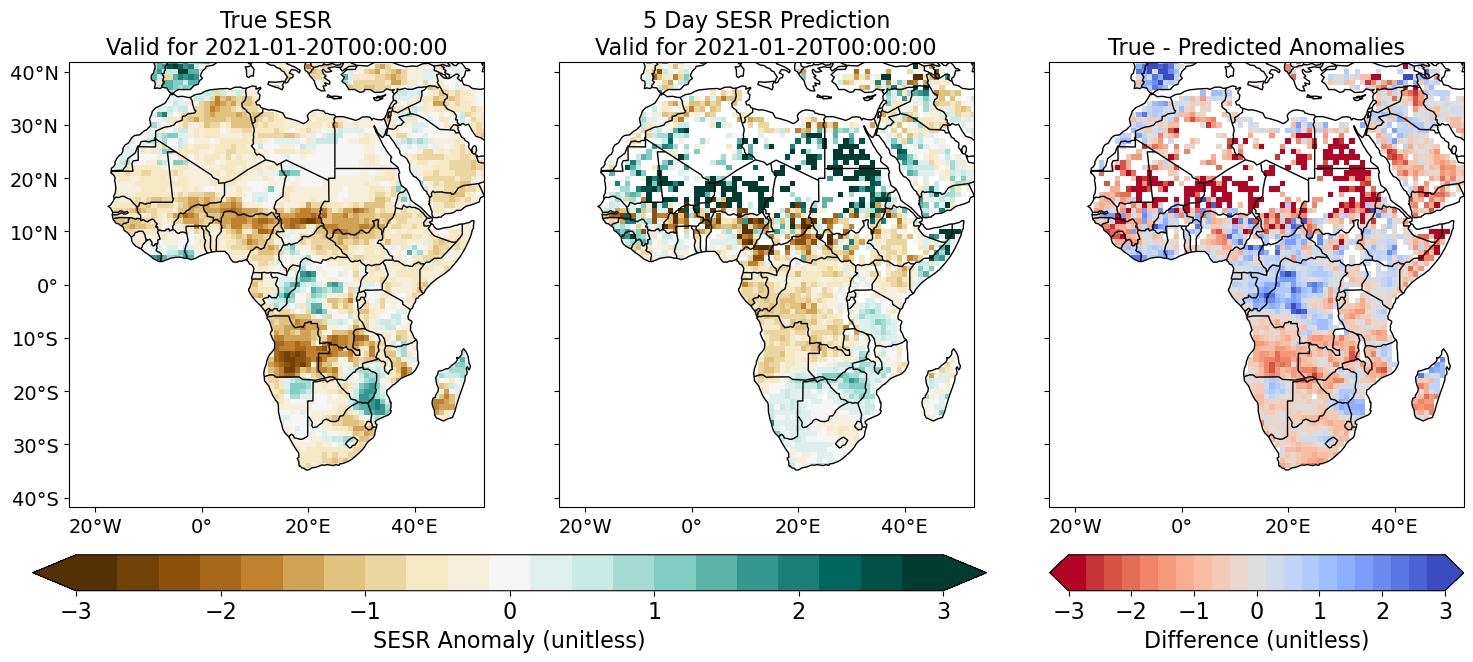 True SESR
Valid for 2021-01-20T00:00:00
5 Day SESR Prediction
Valid for 2021-01-20T00:00:00
True - Predicted Anomalies
40°N
30°N
20°N
10°N
0°
10°S
20°S
30°S
40°S
20°W 0° 20°E 40°E
20°W 0° 20°E 40°E
20°W 0° 20°E 40°E
−3 −2 −1 0 1 2 3
SESR Anomaly (unitless)
−3 −2 −1 0 1 2 3
Difference (unitless)